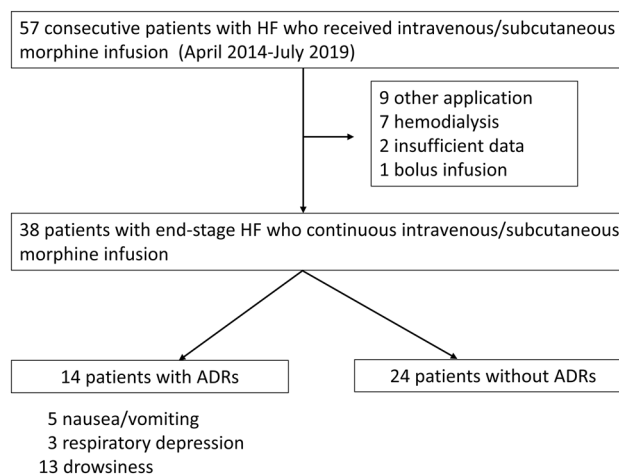 57 consecutive patients with HF who received intravenous/subcutaneous
morphine infusion (April 2014-July 2019)
9 other application
7 hemodialysis
2 insufficient data
1 bolus infusion
38 patients with end-stage HF who continuous intravenous/subcutaneous
morphine infusion
14 patients with ADRs
24 patients without ADRs
5 nausea/vomiting
3 respiratory depression
13 drowsiness